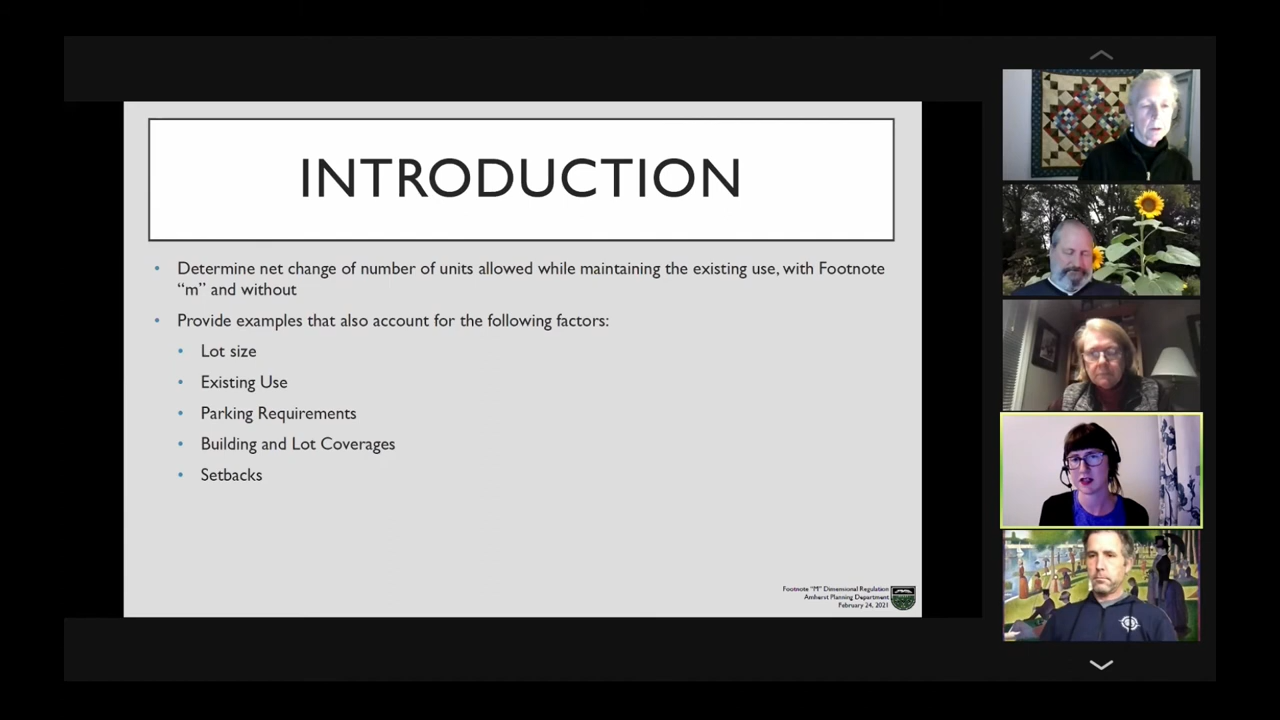 INTRODUCTION
• Determine net change of number of units allowed while maintaining the existing use, with Footnote
“m” and without
• Provide examples that also account for the following factors:
• Lot size
• Existing Use
• Parking Requirements
• Building and Lot Coverages
• Setbacks
Footnote “M” Dimensional Regulation
Amherst Planning Department
February 24, 2021